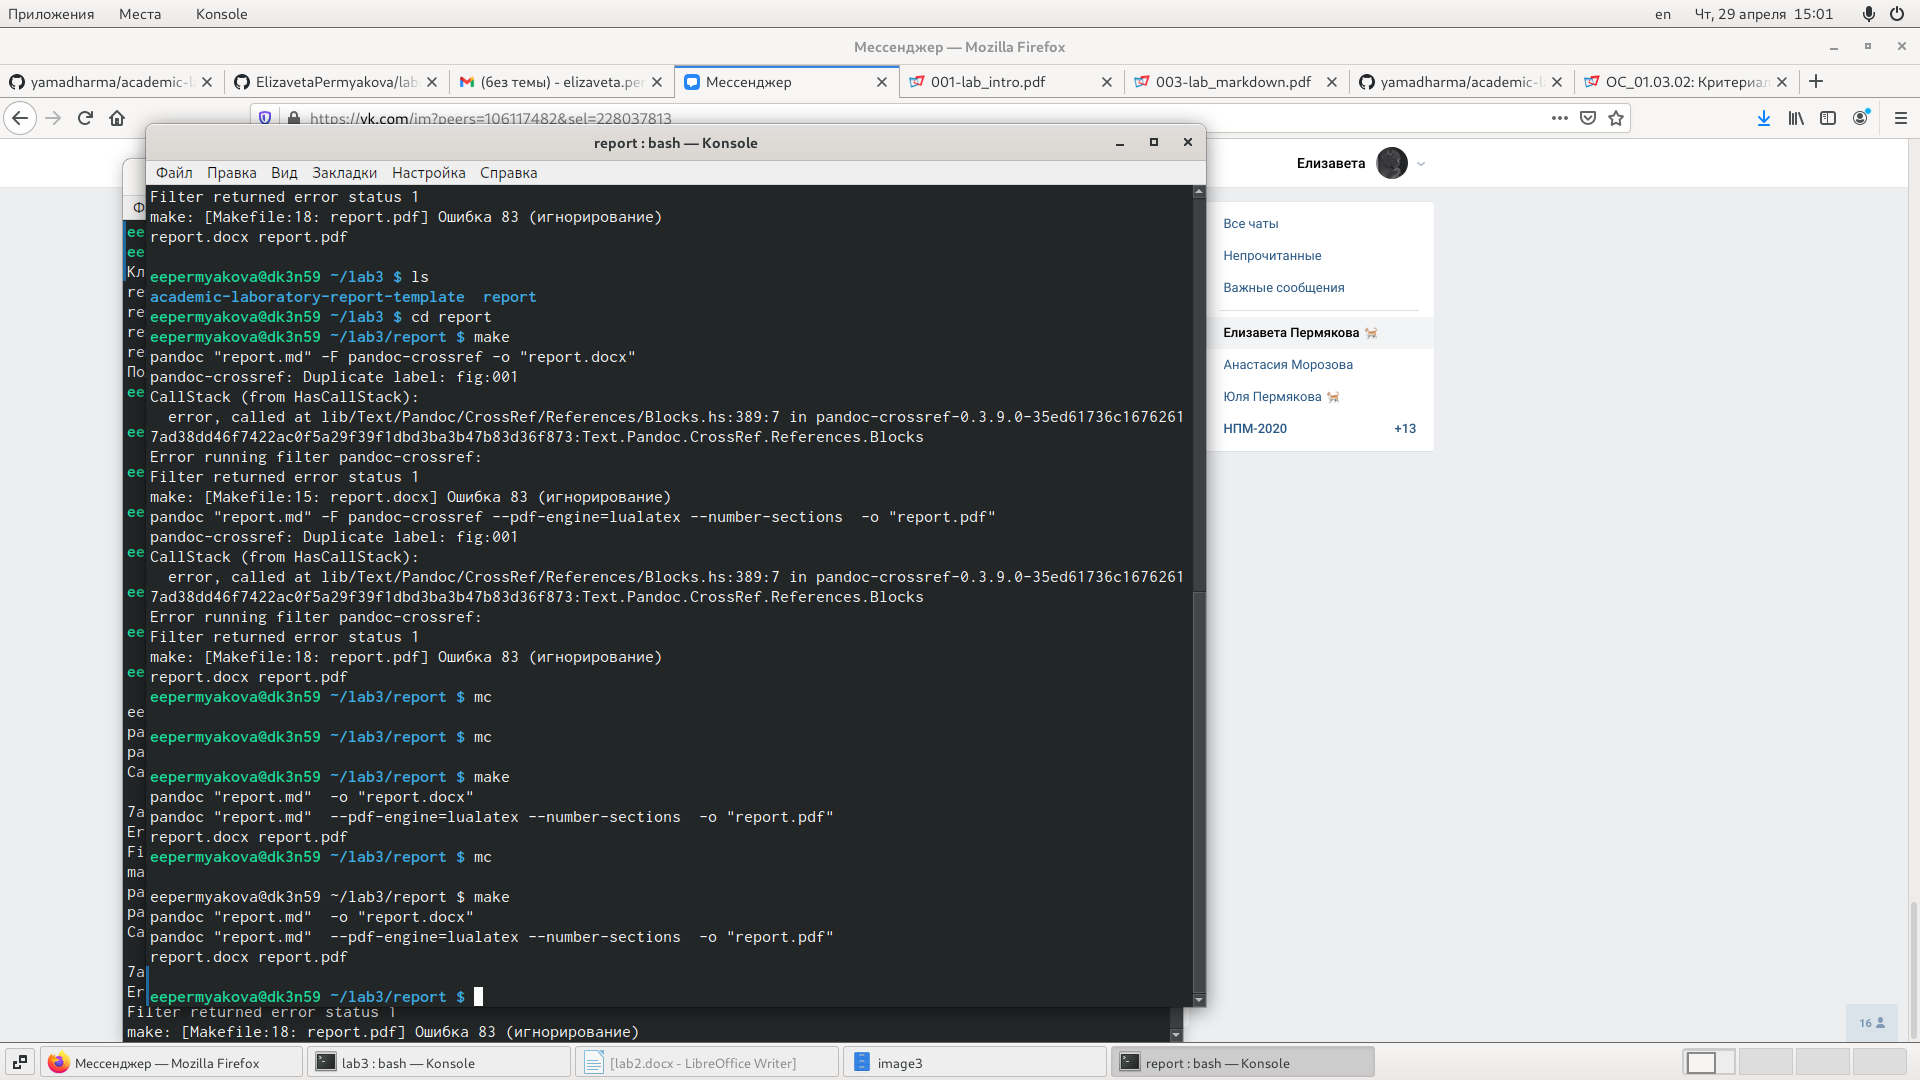 Приложения Места Konsole en Чт, 29 апреля 15:01
Мессенджер — Mozilla Firefox
yamadharma/academic-l ElizavetaPermyakova/lab (без темы) - elizaveta.pe Мессенджер 001-lab_intro.pdf 003-lab_markdown.pdf yamadharma/academic-l ОС_01.03.02: Критериал
https://vk.com/im?peers=106117482&sel=228037813
report : bash — Konsole
Файл Правка Вид Закладки Настройка Справка
Filter returned error status 1
make: [Makefile:18: report.pdf] Ошибка 83 (игнорирование)
report.docx report.pdf
eepermyakova@dk3n59 ~/lab3 $ ls
academic-laboratory-report-template report
eepermyakova@dk3n59 ~/lab3 $ cd report
eepermyakova@dk3n59 ~/lab3/report $ make
pandoc "report.md" -F pandoc-crossref -o "report.docx"
pandoc-crossref: Duplicate label: fig:001
CallStack (from HasCallStack):
error, called at lib/Text/Pandoc/CrossRef/References/Blocks.hs:389:7 in pandoc-crossref-0.3.9.0-35ed61736c1676261
7ad38dd46f7422ac0f5a29f39f1dbd3ba3b47b83d36f873:Text.Pandoc.CrossRef.References.Blocks
Error running filter pandoc-crossref:
Filter returned error status 1
make: [Makefile:15: report.docx] Ошибка 83 (игнорирование)
pandoc "report.md" -F pandoc-crossref --pdf-engine=lualatex --number-sections -o "report.pdf"
pandoc-crossref: Duplicate label: fig:001
CallStack (from HasCallStack):
error, called at lib/Text/Pandoc/CrossRef/References/Blocks.hs:389:7 in pandoc-crossref-0.3.9.0-35ed61736c1676261
7ad38dd46f7422ac0f5a29f39f1dbd3ba3b47b83d36f873:Text.Pandoc.CrossRef.References.Blocks
Error running filter pandoc-crossref:
Filter returned error status 1
make: [Makefile:18: report.pdf] Ошибка 83 (игнорирование)
report.docx report.pdf
eepermyakova@dk3n59 ~/lab3/report $ mc
eepermyakova@dk3n59 ~/lab3/report $ mc
eepermyakova@dk3n59 ~/lab3/report $ make
pandoc "report.md" -o "report.docx"
pandoc "report.md" --pdf-engine=lualatex --number-sections -o "report.pdf"
report.docx report.pdf
eepermyakova@dk3n59 ~/lab3/report $ mc
eepermyakova@dk3n59 ~/lab3/report $ make
pandoc "report.md" -o "report.docx"
pandoc "report.md" --pdf-engine=lualatex --number-sections -o "report.pdf"
report.docx report.pdf
eepermyakova@dk3n59 ~/lab3/report $
Filter returned error status 1
make: [Makefile:18: report.pdf] Ошибка 83 (игнорирование)
Елизавета
Все чаты
Непрочитанные
Важные сообщения
Елизавета Пермякова
Анастасия Морозова
Юля Пермякова
НПМ-2020 +13
16
Мессенджер — Mozilla Firefox lab3 : bash — Konsole [lab2.docx - LibreOffice Writer] image3 report : bash — Konsole